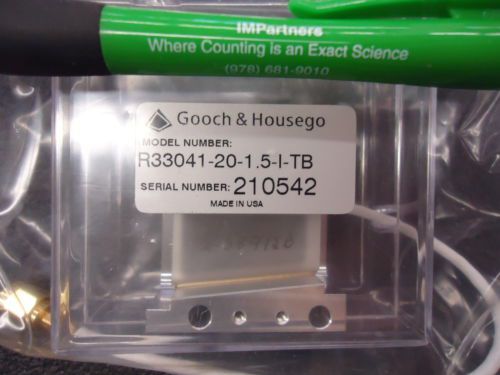 IMPartners
Where Counting is an Exact Science
(978) 681-9010
Gooch & Housego
MODEL NUMBER:
R33041-20-1.5-I-TB
SERIAL NUMBER: 210542
MADE IN USA